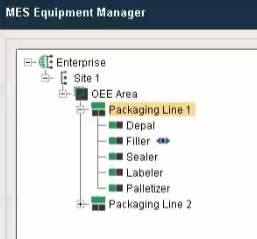 MES Equipment Manager
Enterprise
Site 1
OEE Area
Packaging Line 1
Depal
Filler
Sealer
Labeler
Palletizer
Packaging Line 2